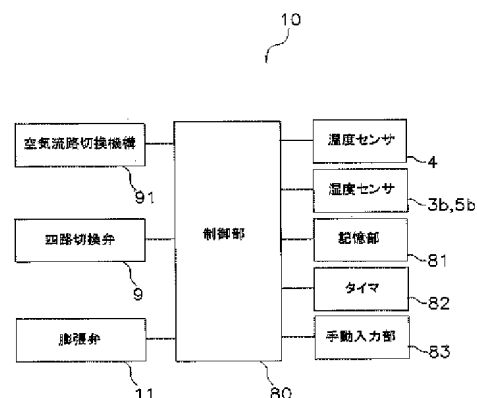 10
空気流路切換機構
91
四路切換弁
9
膨張弁
11
制御部
80
温度センサ
4
湿度センサ
3b,5b
記憶部
81
タイマ
82
手動入力部
83